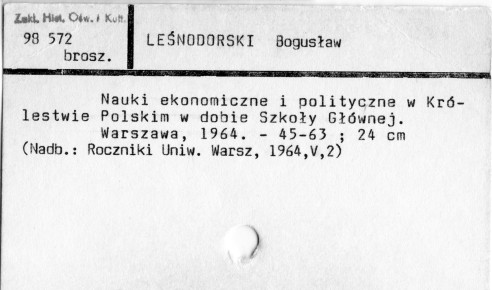 Zakł. Hist. Ośw. i Kult.
98 572
brosz.
LEŚNODORSKI Bogusław
Nauki ekonomiczne i polityczne w Kró-
lestwie Polskim w dobie Szkoły Głównej.
Warszawa, 1964. - 45-63 ; 24 cm
(Nadb.: Roczniki Uniw. Warsz, 1964,V,2)